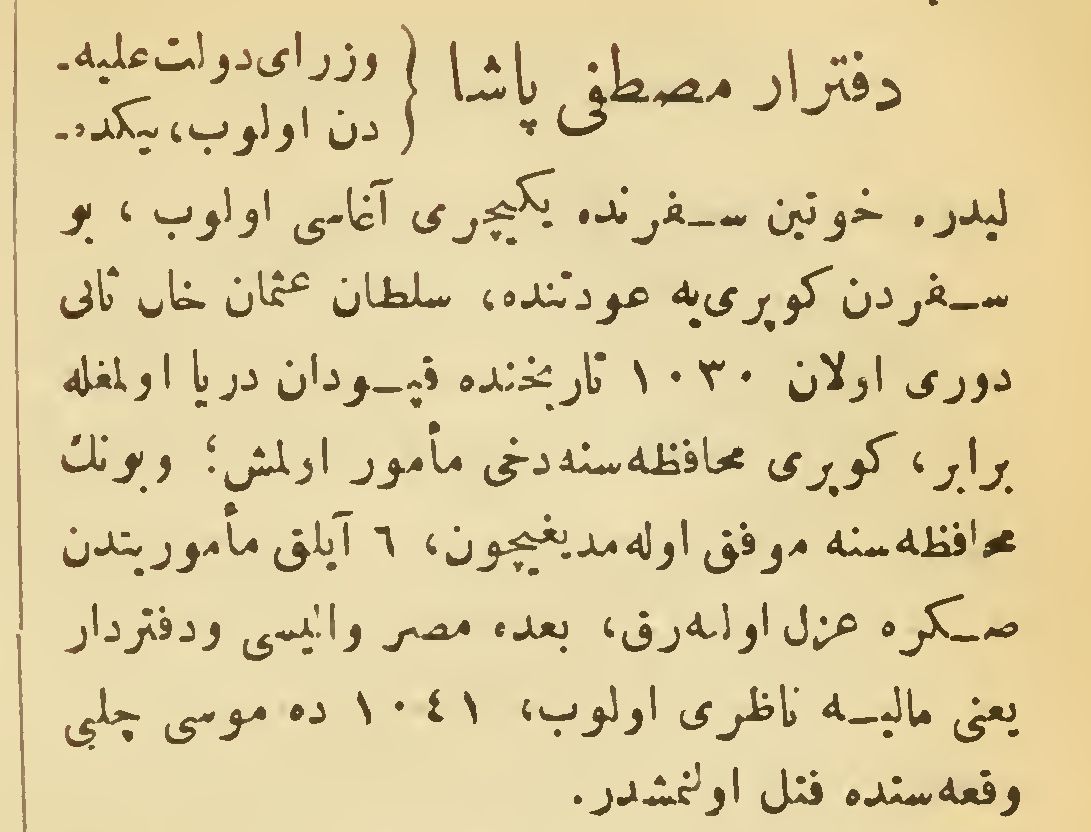 دفترار مصطفی پاشا { وزرای دولت علیه-
دن اولوب، یکده-
لیدر. خوتین سفرنده یکیچری آغاسی اولوب ، بو
سفردن کوپری‌یه عودتنده، سلطان عثمان خان ثانی
دوری اولان ۱۰۳۰ تاریخنده قپودان دریا اولمغله
برابر، کوپری محافظه‌سنه دخی مأمور اولمش؛ وبونك
محافظه‌سنه موفق اوله‌مدیغیچون، ٦ آیلق مأموریتدن
صکره عزل اولنه‌رق، بعده مصر والیسی ودفتردار
یعنی مالیه ناظری اولوب، ۱۰٤۱ ده موسی چلبی
وقعه‌سنده قتل اولنمشدر.